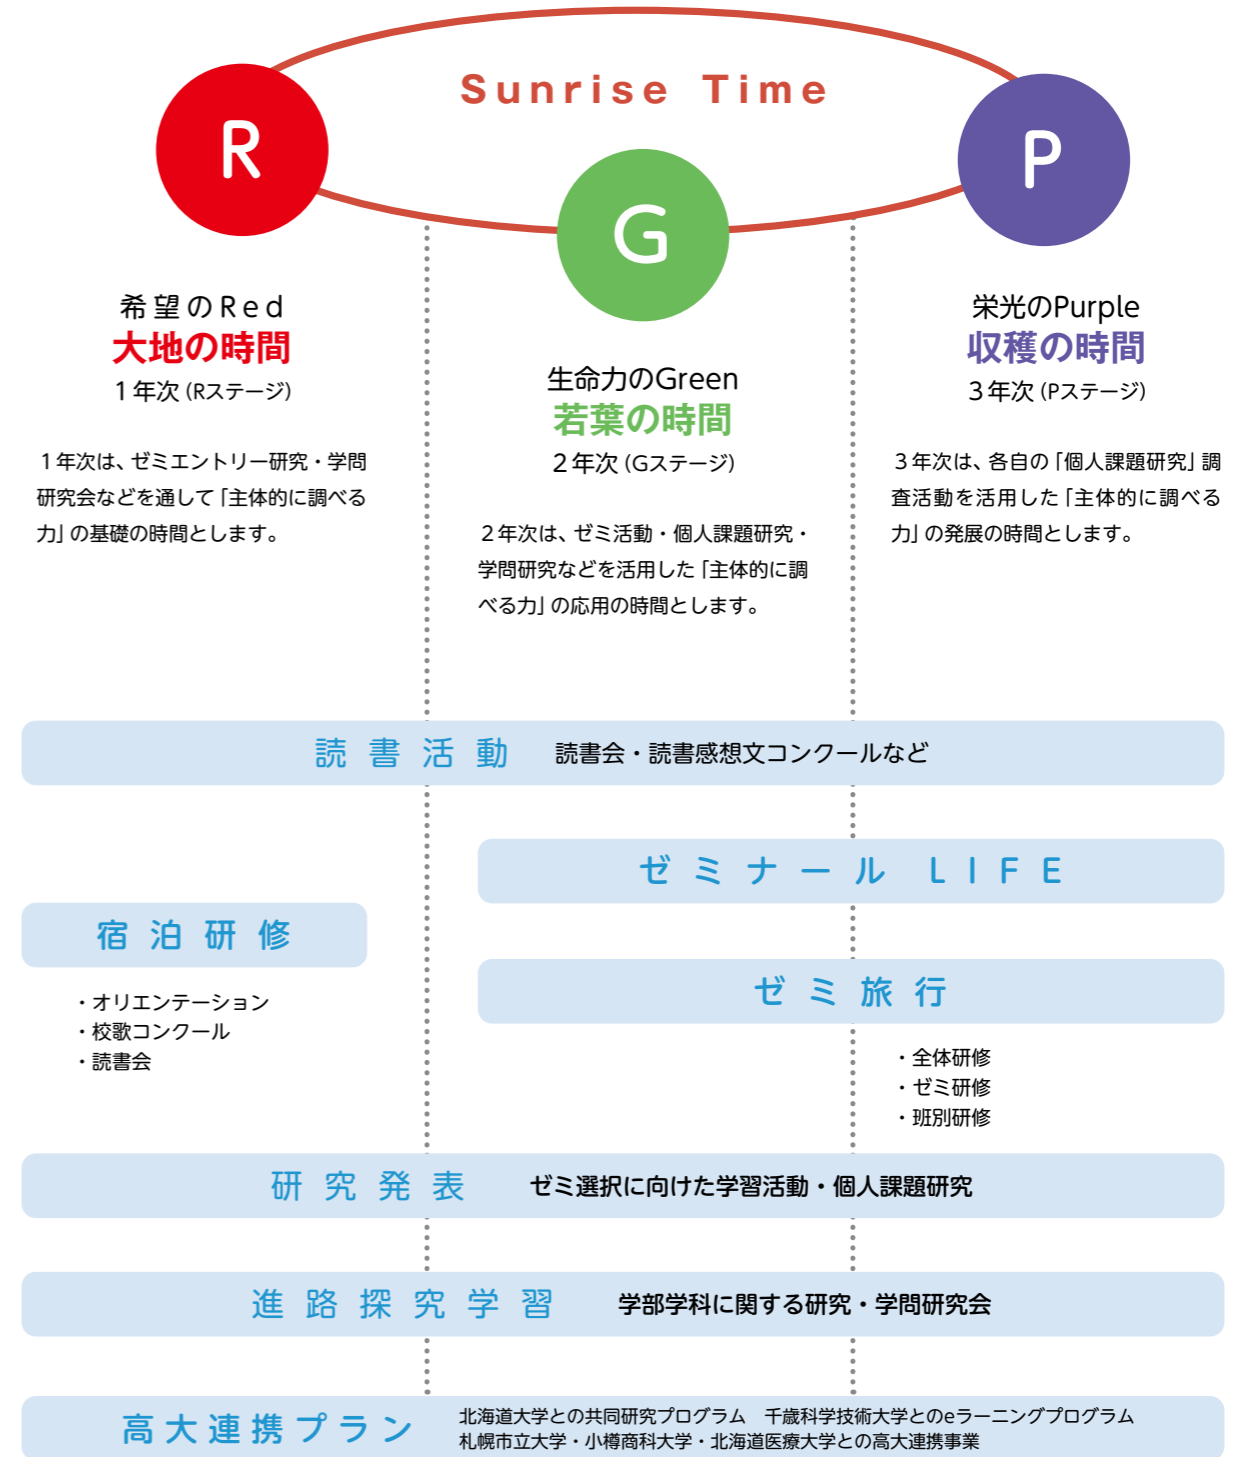 Sunrise Time
R
G
P
希望のRed
大地の時間
1年次(Rステージ)
1年次は、ゼミエントリー研究・学問
研究会などを通して「主体的に調べる
力」の基礎の時間とします。
生命力のGreen
若葉の時間
2年次(Gステージ)
2年次は、ゼミ活動・個人課題研究・
学問研究などを活用した「主体的に調
べる力」の応用の時間とします。
栄光のPurple
収穫の時間
3年次(Pステージ)
3年次は、各自の「個人課題研究」調
査活動を活用した「主体的に調べる
力」の発展の時間とします。
読書活動 読書会・読書感想文コンクールなど
ゼミナール LIFE
宿泊研修
・オリエンテーション
・校歌コンクール
・読書会
ゼミ旅行
・全体研修
・ゼミ研修
・班別研修
研究発表 ゼミ選択に向けた学習活動・個人課題研究
進路探究学習 学部学科に関する研究・学問研究会
高大連携プラン
北海道大学との共同研究プログラム 千歳科学技術大学とのeラーニングプログラム
札幌市立大学・小樽商科大学・北海道医療大学との高大連携事業